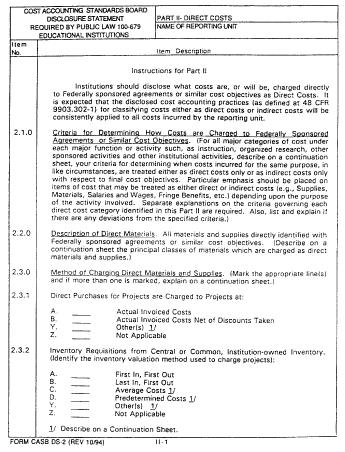 COST ACCOUNTING STANDARDS BOARD
DISCLOSURE STATEMENT
REQUIRED BY PUBLIC LAW 100-679
EDUCATIONAL INSTITUTIONS
PART II- DIRECT COSTS
NAME OF REPORTING UNIT
Item
No.
Item Description
Instructions for Part II
Institutions should disclose what costs are, or will be, charged directly
to Federally sponsored agreements or similar cost objectives as Direct Costs. It
is expected that the disclosed cost accounting practices (as defined at 48 CFR
9903.302-1) for classifying costs either as direct costs or indirect costs will be
consistently applied to all costs incurred by the reporting unit.
2.1.0 Criteria for Determining How Costs are Charged to Federally Sponsored
Agreements or Similar Cost Objectives. (For all major categories of cost under
each major function or activity such as, instruction, organized research, other
sponsored activities and other institutional activities, describe on a continuation
sheet, your criteria for determining when costs incurred for the same purpose, in
like circumstances, are treated either as direct costs only or as indirect costs only
with respect to final cost objectives. Particular emphasis should be placed on
items of cost that may be treated as either direct or indirect costs (e.g., Supplies,
Materials, Salaries and Wages, Fringe Benefits, etc.) depending upon the purpose
of the activity involved. Separate explanations on the criteria governing each
direct cost category identified in this Part II are required. Also, list and explain if
there are any deviations from the specified criteria.)
2.2.0 Description of Direct Materials. All materials and supplies directly identified with
Federally sponsored agreements or similar cost objectives. (Describe on a
continuation sheet the principal classes of materials which are charged as direct
materials and supplies.)
2.3.0 Method of Charging Direct Materials and Supplies. (Mark the appropriate line(s)
and if more than one is marked, explain on a continuation sheet.)
2.3.1 Direct Purchases for Projects are Charged to Projects at:
A. ____ Actual Invoiced Costs
B. ____ Actual Invoiced Costs Net of Discounts Taken
Y. ____ Other(s) 1/
Z. ____ Not Applicable
2.3.2 Inventory Requisitions from Central or Common, Institution-owned Inventory.
(Identify the inventory valuation method used to charge projects):
A. ____ First In, First Out
B. ____ Last In, First Out
C. ____ Average Costs 1/
D. ____ Predetermined Costs 1/
Y. ____ Other(s) 1/
Z. ____ Not Applicable
1/ Describe on a Continuation Sheet.
FORM CASB DS-2 (REV 10/94) II-1